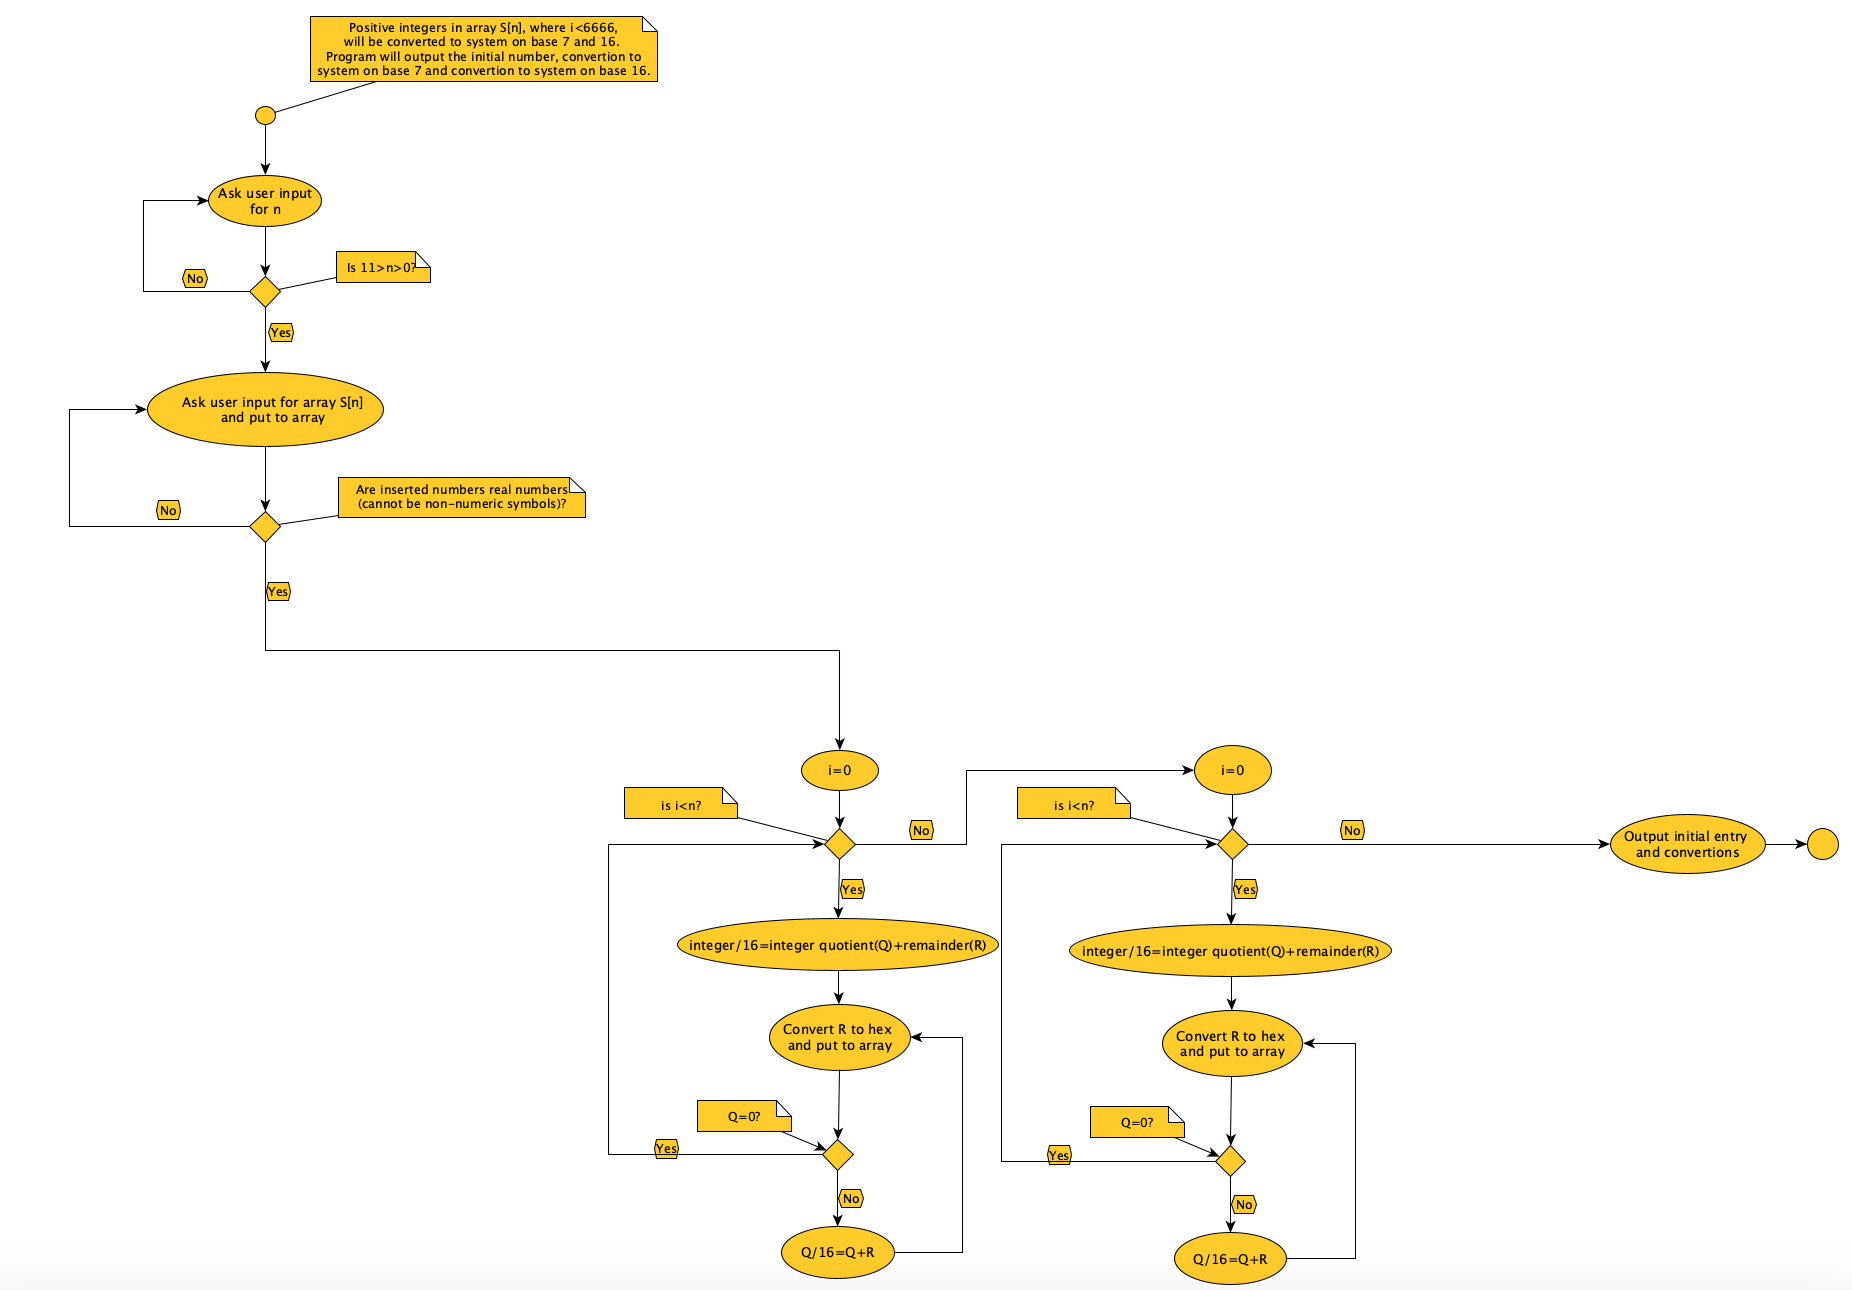 Positive integers in array S[n], where i<6666,
will be converted to system on base 7 and 16.
Program will output the initial number, convertion to
system on base 7 and convertion to system on base 16.
Ask user input
for n
Is 11>n>0?
No
Yes
Ask user input for array S[n]
and put to array
Are inserted numbers real numbers
(cannot be non-numeric symbols)?
No
Yes
i=0
is i<n?
No
Yes
integer/16=integer quotient(Q)+remainder(R)
Convert R to hex
and put to array
Q=0?
Yes
No
Q/16=Q+R
i=0
is i<n?
No
Yes
integer/16=integer quotient(Q)+remainder(R)
Convert R to hex
and put to array
Q=0?
Yes
No
Q/16=Q+R
Output initial entry
and convertions